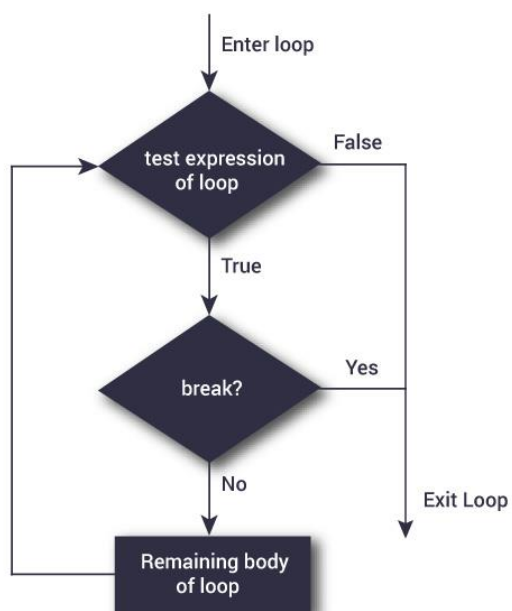 Enter loop
test expression
of loop
False
True
break?
Yes
No
Exit Loop
Remaining body
of loop